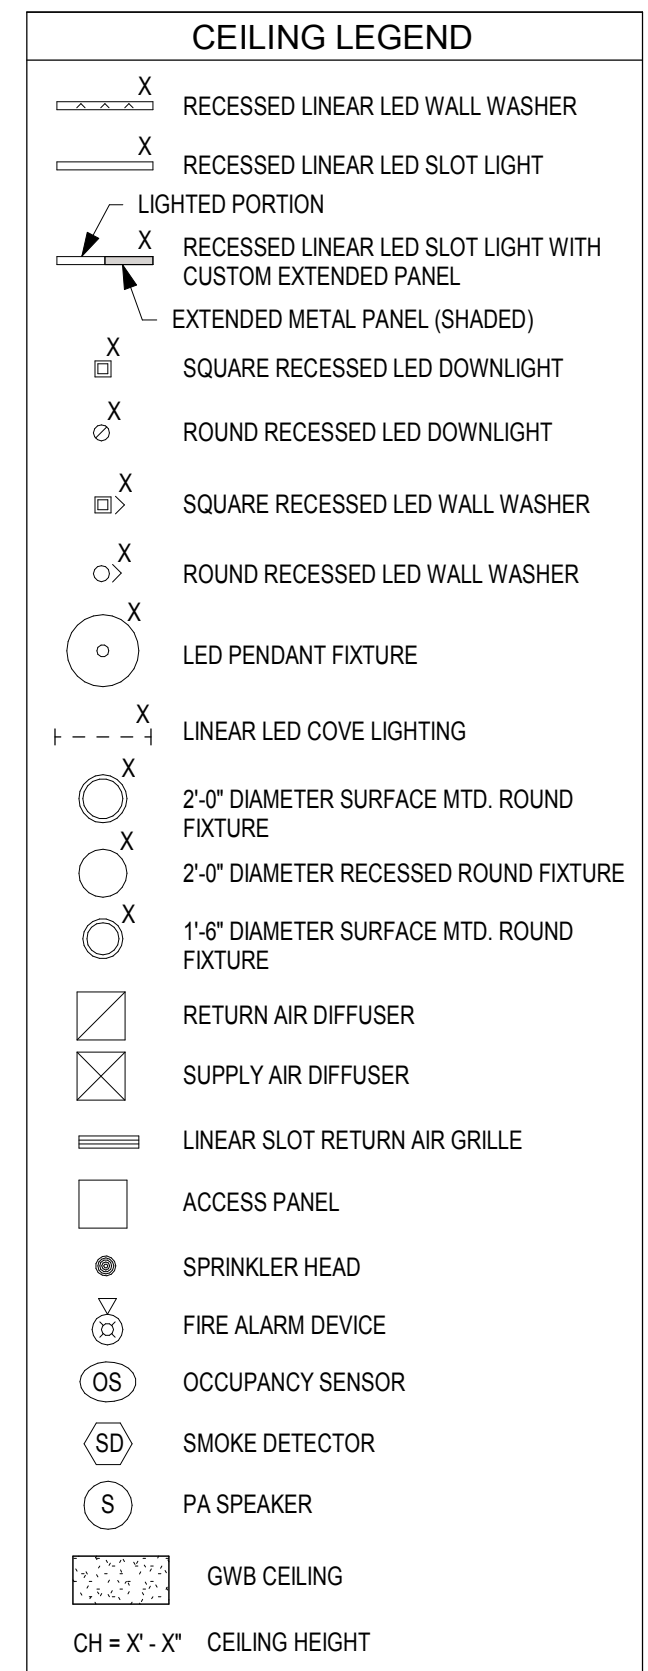 CEILING LEGEND
X
RECESSED LINEAR LED WALL WASHER
X
RECESSED LINEAR LED SLOT LIGHT
LIGHTED PORTION
X
RECESSED LINEAR LED SLOT LIGHT WITH
CUSTOM EXTENDED PANEL
EXTENDED METAL PANEL (SHADED)
X
SQUARE RECESSED LED DOWNLIGHT
X
ROUND RECESSED LED DOWNLIGHT
X
SQUARE RECESSED LED WALL WASHER
X
ROUND RECESSED LED WALL WASHER
X
LED PENDANT FIXTURE
X
LINEAR LED COVE LIGHTING
X
2'-0" DIAMETER SURFACE MTD. ROUND
FIXTURE
X
2'-0" DIAMETER RECESSED ROUND FIXTURE
X
1'-6" DIAMETER SURFACE MTD. ROUND
FIXTURE
RETURN AIR DIFFUSER
SUPPLY AIR DIFFUSER
LINEAR SLOT RETURN AIR GRILLE
ACCESS PANEL
SPRINKLER HEAD
FIRE ALARM DEVICE
OS OCCUPANCY SENSOR
SD SMOKE DETECTOR
S PA SPEAKER
GWB CEILING
CH = X' - X" CEILING HEIGHT